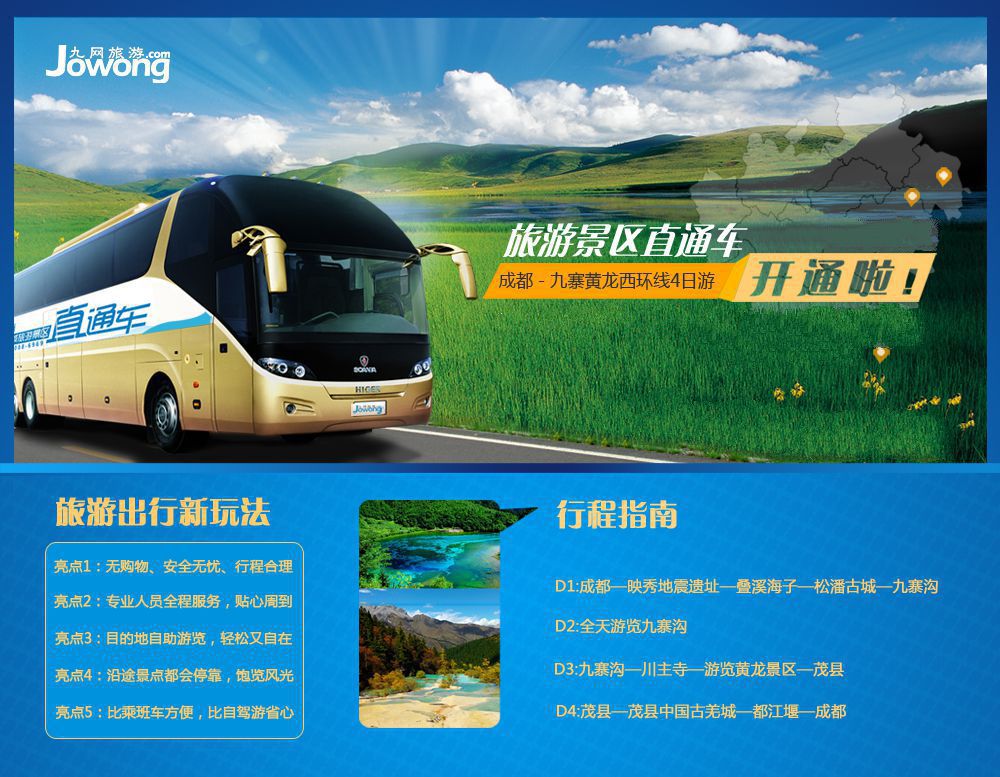 九网旅游.com
Jowong
旅游景区直通车
成都 - 九寨黄龙西环线4日游
开通啦！
旅游景区
直通车
SCANIA
HIGER
Jowong
旅游出行新玩法
亮点1：无购物、安全无忧、行程合理
亮点2：专业人员全程服务，贴心周到
亮点3：目的地自助游览，轻松又自在
亮点4：沿途景点都会停靠，饱览风光
亮点5：比乘班车方便，比自驾游省心
行程指南
D1:成都—映秀地震遗址—叠溪海子—松潘古城—九寨沟
D2:全天游览九寨沟
D3:九寨沟—川主寺—游览黄龙景区—茂县
D4:茂县—茂县中国古羌城—都江堰—成都